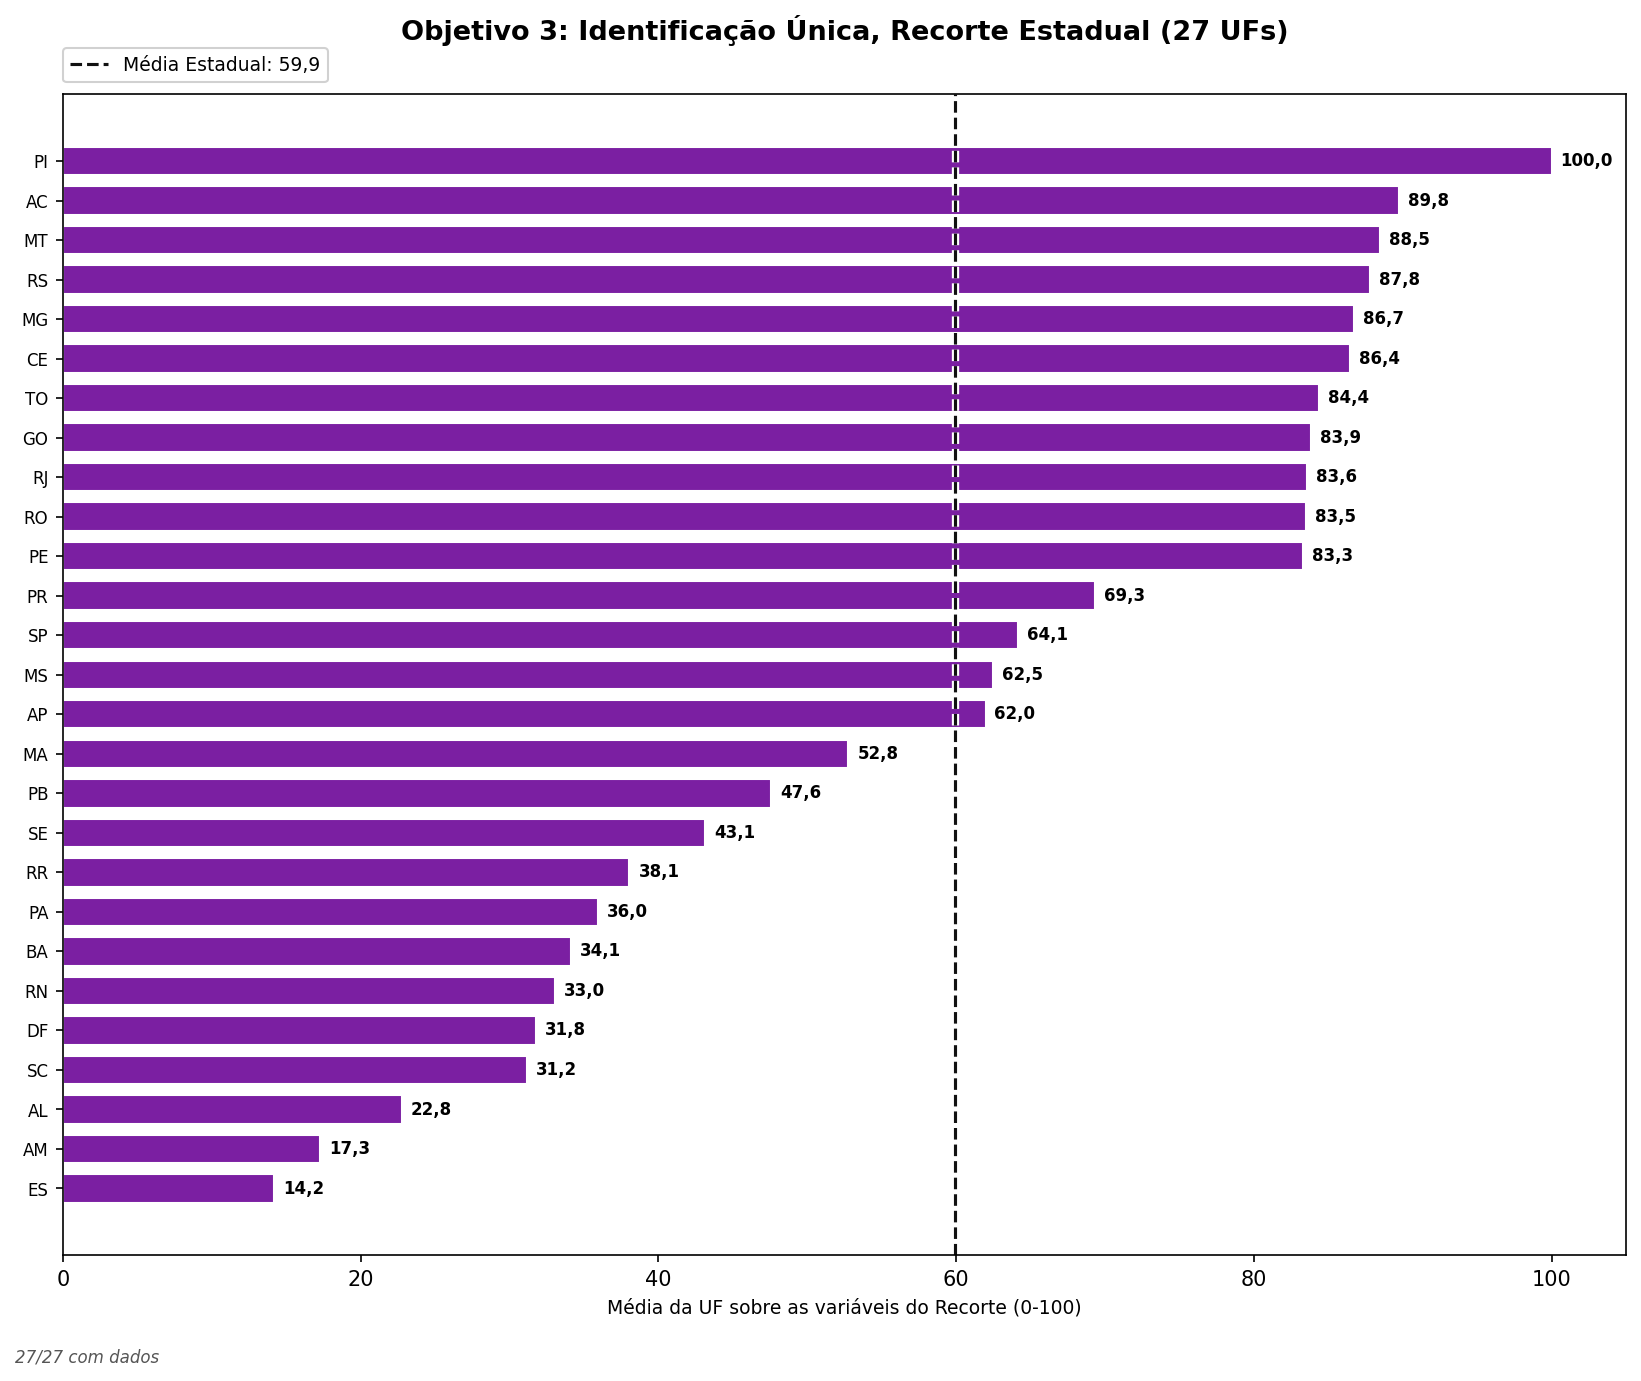 Objetivo 3: Identificação Única, Recorte Estadual (27 UFs)
Média Estadual: 59,9
PI 100,0
AC 89,8
MT 88,5
RS 87,8
MG 86,7
CE 86,4
TO 84,4
GO 83,9
RJ 83,6
RO 83,5
PE 83,3
PR 69,3
SP 64,1
MS 62,5
AP 62,0
MA 52,8
PB 47,6
SE 43,1
RR 38,1
PA 36,0
BA 34,1
RN 33,0
DF 31,8
SC 31,2
AL 22,8
AM 17,3
ES 14,2
0 20 40 60 80 100
Média da UF sobre as variáveis do Recorte (0-100)
27/27 com dados